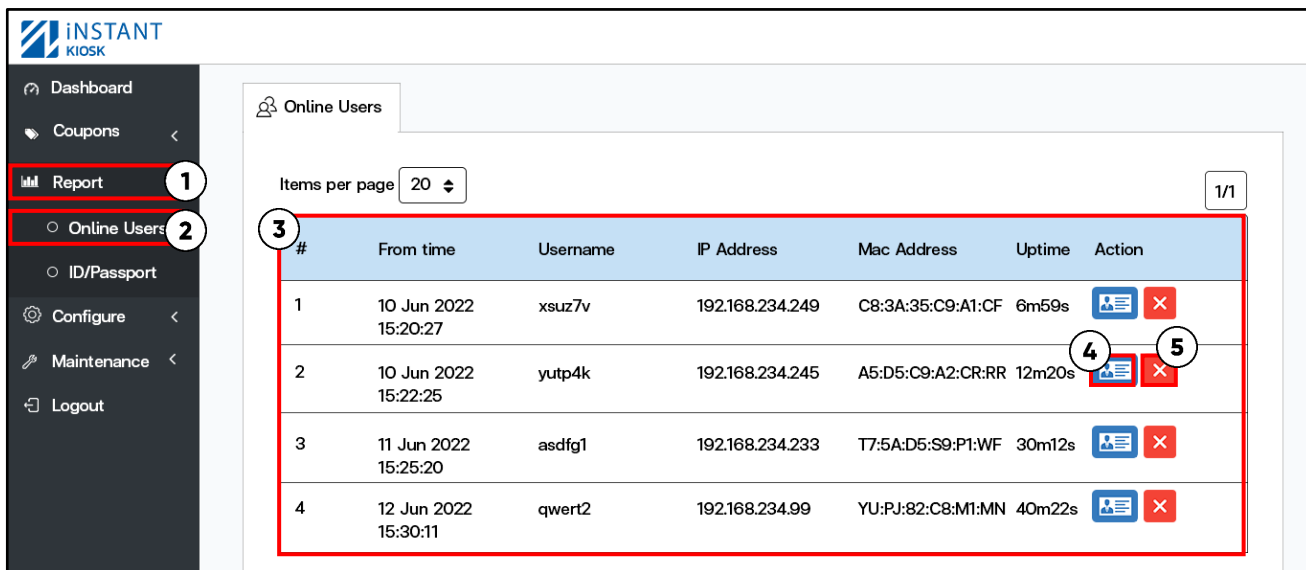 iNSTANT
KIOSK
Dashboard
Coupons
Report 1
Online Users 2
ID/Passport
Configure
Maintenance
Logout
Online Users
Items per page 20
1/1
3
# From time Username IP Address Mac Address Uptime Action
1 10 Jun 2022 xsuz7v 192.168.234.249 C8:3A:35:C9:A1:CF 6m59s
15:20:27
4 5
2 10 Jun 2022 yutp4k 192.168.234.245 A5:D5:C9:A2:CR:RR 12m20s
15:22:25
3 11 Jun 2022 asdfg1 192.168.234.233 T7:5A:D5:S9:P1:WF 30m12s
15:25:20
4 12 Jun 2022 qwert2 192.168.234.99 YU:PJ:82:C8:M1:MN 40m22s
15:30:11